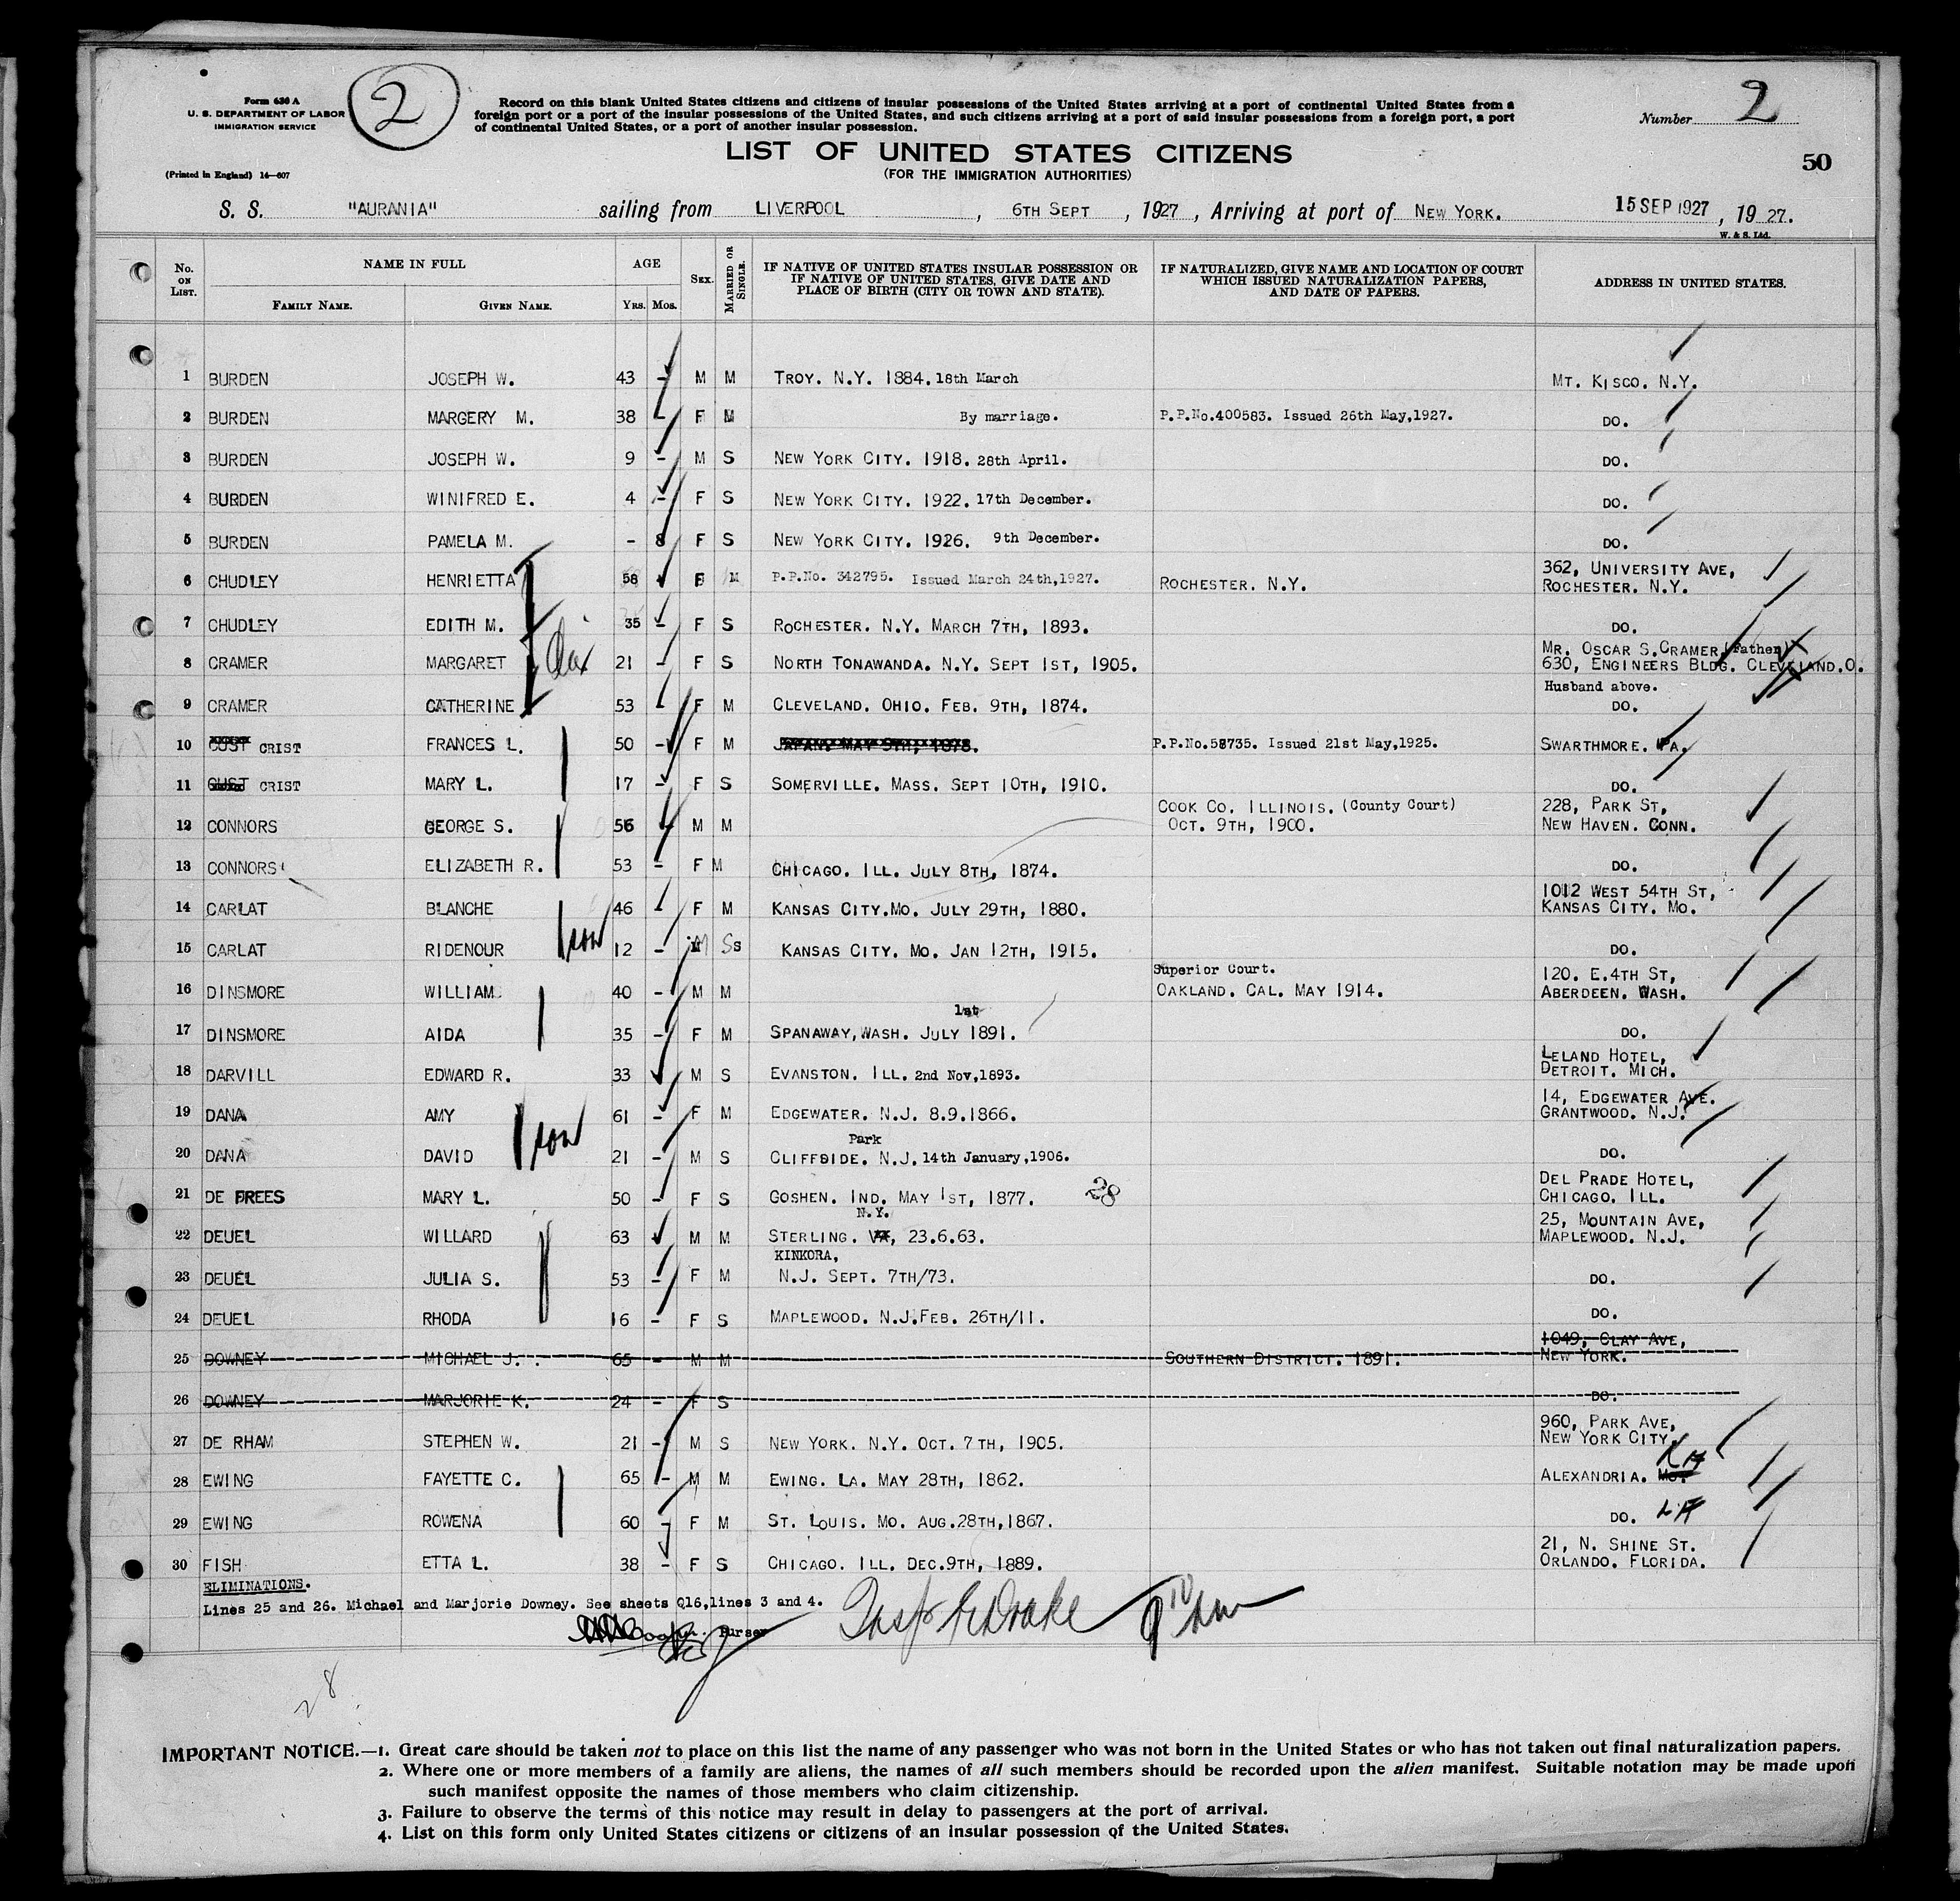 Form 630 A
U. S. DEPARTMENT OF LABOR
IMMIGRATION SERVICE
(Printed in England) 14—607
2
Record on this blank United States citizens and citizens of insular possessions of the United States arriving at a port of continental United States from a
foreign port or a port of the insular possessions of the United States, and such citizens arriving at a port of said insular possessions from a foreign port, a port
of continental United States, or a port of another insular possession.
Number 2
LIST OF UNITED STATES CITIZENS
(FOR THE IMMIGRATION AUTHORITIES)
50
S. S. "AURANIA" sailing from LIVERPOOL, 6TH SEPT, 1927, Arriving at port of NEW YORK. 15 SEP 1927, 19 27.
W. & S. Ltd.
No. ON LIST. NAME IN FULL AGE SEX. MARRIED OR SINGLE. IF NATIVE OF UNITED STATES INSULAR POSSESSION OR IF NATIVE OF UNITED STATES, GIVE DATE AND PLACE OF BIRTH (CITY OR TOWN AND STATE). IF NATURALIZED, GIVE NAME AND LOCATION OF COURT WHICH ISSUED NATURALIZATION PAPERS, AND DATE OF PAPERS. ADDRESS IN UNITED STATES.
FAMILY NAME. GIVEN NAME. YRS. MOS.
1 BURDEN JOSEPH W. 43 - M M TROY. N.Y. 1884. 18th March MT. KISCO. N.Y.
2 BURDEN MARGERY M. 38 - F M By marriage. P.P.No.400583. Issued 26th May,1927. DO.
3 BURDEN JOSEPH W. 9 - M S NEW YORK CITY. 1918. 28th April. DO.
4 BURDEN WINIFRED E. 4 - F S NEW YORK CITY. 1922. 17th December. DO.
5 BURDEN PAMELA M. - 8 F S NEW YORK CITY. 1926. 9th December. DO.
6 CHUDLEY HENRIETTA 58 F M P.P.No. 342795. Issued March 24th,1927. ROCHESTER. N.Y. 362, UNIVERSITY AVE, ROCHESTER. N.Y.
7 CHUDLEY EDITH M. 35 - F S ROCHESTER. N.Y. MARCH 7TH, 1893. DO.
8 CRAMER MARGARET 21 - F S NORTH TONAWANDA. N.Y. SEPT 1ST, 1905. MR. OSCAR S.CRAMER,(Father) 630, ENGINEERS BLDG. CLEVELAND.O.
9 CRAMER CATHERINE 53 - F M CLEVELAND. OHIO. FEB. 9TH, 1874. Husband above. DO.
10 CUST CRIST FRANCES L. 50 - F M JAPAN. MAY 9TH, 1878. P.P.No.58735. Issued 21st May,1925. SWARTHMORE. PA.
11 CUST CRIST MARY L. 17 - F S SOMERVILLE. MASS. SEPT 10TH, 1910. DO.
12 CONNORS GEORGE S. 56 - M M COOK CO. ILLINOIS. (County Court) OCT. 9TH, 1900. 228, PARK ST, NEW HAVEN. CONN.
13 CONNORS ELIZABETH R. 53 - F M CHICAGO. ILL. JULY 8TH, 1874. DO.
14 CARLAT BLANCHE 46 - F M KANSAS CITY.MO. JULY 29TH, 1880. 1012 WEST 54TH ST, KANSAS CITY. MO.
15 CARLAT RIDENOUR son 12 - M S KANSAS CITY. MO. JAN 12TH, 1915. DO.
16 DINSMORE WILLIAM. 40 - M M Superior Court. OAKLAND. CAL. MAY 1914. 120. E.4TH ST, ABERDEEN. WASH.
17 DINSMORE AIDA 35 - F M SPANAWAY,WASH. JULY 1st 1891. DO.
18 DARVILL EDWARD R. 33 M S EVANSTON. ILL. 2nd Nov,1893. LELAND HOTEL, DETROIT. MICH.
19 DANA AMY 61 - F M EDGEWATER. N.J. 8.9.1866. 14, EDGEWATER AVE. GRANTWOOD. N.J.
20 DANA DAVID son 21 - M S CLIFFSIDE Park. N.J. 14th January,1906. DO.
21 DE FREES MARY L. 50 - F S GOSHEN. IND. MAY 1ST, 1877. 28 DEL PRADE HOTEL, CHICAGO. ILL.
22 DEUEL WILLARD 63 M M STERLING. VA, N.Y. 23.6.63. 25, MOUNTAIN AVE, MAPLEWOOD. N.J.
23 DEUEL JULIA S. 53 - F M KINKORA, N.J. SEPT. 7TH/73. DO.
24 DEUEL RHODA 16 - F S MAPLEWOOD. N.J.FEB. 26TH/11. DO.
25 DOWNEY MICHAEL J. 65 - M M SOUTHERN DISTRICT. 1891. 1049, CLAY AVE, NEW YORK.
26 DOWNEY MARJORIE K. 24 - F S DO.
27 DE RHAM STEPHEN W. 21 - M S NEW YORK. N.Y. OCT. 7TH, 1905. 960, PARK AVE, NEW YORK CITY.
28 EWING FAYETTE C. 65 - M M EWING. LA. MAY 28TH, 1862. ALEXANDRIA. MO. LA
29 EWING ROWENA 60 - F M ST. LOUIS. MO. AUG.28TH,1867. DO. LA
30 FISH ETTA L. 38 - F S CHICAGO. ILL. DEC.9TH, 1889. 21, N. SHINE ST. ORLANDO. FLORIDA.
ELIMINATIONS.
Lines 25 and 26. Michael and Marjorie Downey. See sheets Q16,lines 3 and 4.
Purser
28
IMPORTANT NOTICE.—1. Great care should be taken not to place on this list the name of any passenger who was not born in the United States or who has not taken out final naturalization papers.
2. Where one or more members of a family are aliens, the names of all such members should be recorded upon the alien manifest. Suitable notation may be made upon
such manifest opposite the names of those members who claim citizenship.
3. Failure to observe the terms of this notice may result in delay to passengers at the port of arrival.
4. List on this form only United States citizens or citizens of an insular possession of the United States.